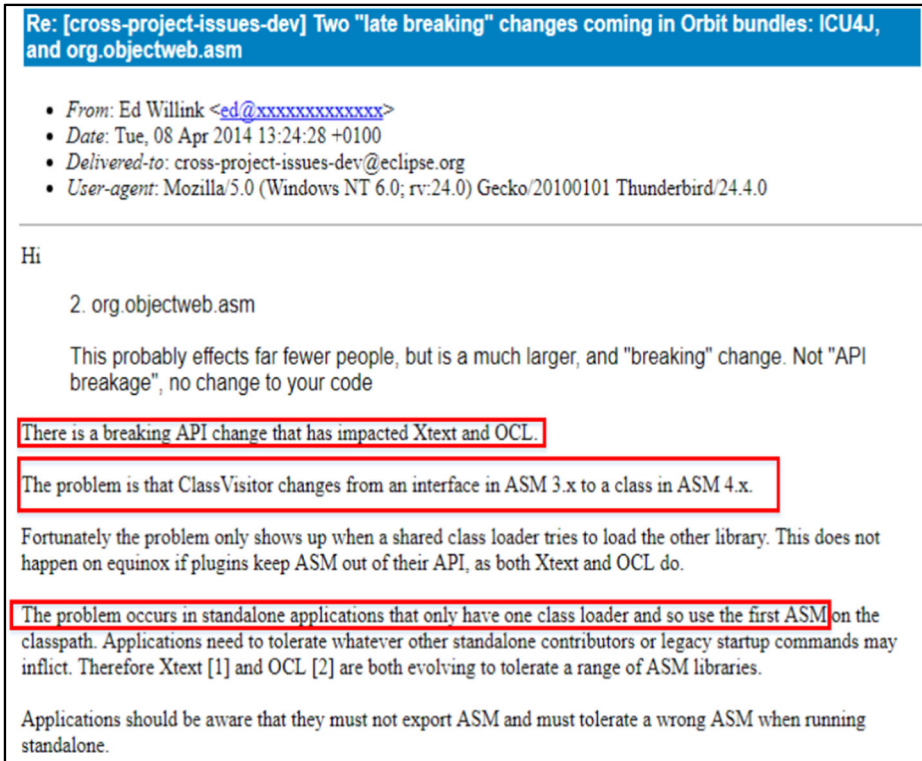 Re: [cross-project-issues-dev] Two "late breaking" changes coming in Orbit bundles: ICU4J,
and org.objectweb.asm
• From: Ed Willink <ed@xxxxxxxxxxxxx>
• Date: Tue, 08 Apr 2014 13:24:28 +0100
• Delivered-to: cross-project-issues-dev@eclipse.org
• User-agent: Mozilla/5.0 (Windows NT 6.0; rv:24.0) Gecko/20100101 Thunderbird/24.4.0
Hi
2. org.objectweb.asm
This probably effects far fewer people, but is a much larger, and "breaking" change. Not "API
breakage", no change to your code
There is a breaking API change that has impacted Xtext and OCL.
The problem is that ClassVisitor changes from an interface in ASM 3.x to a class in ASM 4.x.
Fortunately the problem only shows up when a shared class loader tries to load the other library. This does not
happen on equinox if plugins keep ASM out of their API, as both Xtext and OCL do.
The problem occurs in standalone applications that only have one class loader and so use the first ASM on the
classpath. Applications need to tolerate whatever other standalone contributors or legacy startup commands may
inflict. Therefore Xtext [1] and OCL [2] are both evolving to tolerate a range of ASM libraries.
Applications should be aware that they must not export ASM and must tolerate a wrong ASM when running
standalone.